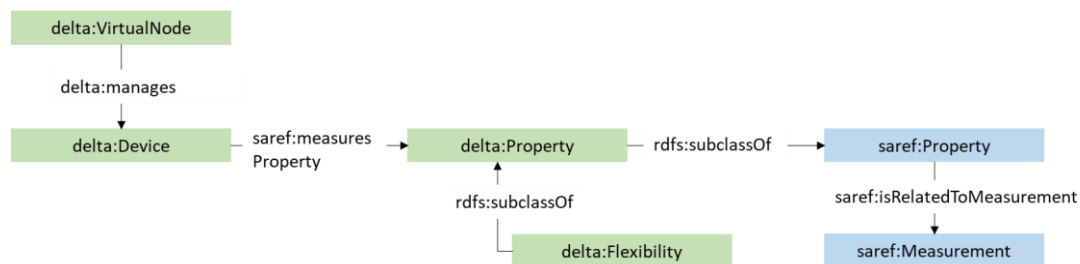 delta:VirtualNode
delta:manages
delta:Device
saref:measures
Property
delta:Property
rdfs:subclassOf
saref:Property
rdfs:subclassOf
saref:isRelatedToMeasurement
delta:Flexibility
saref:Measurement